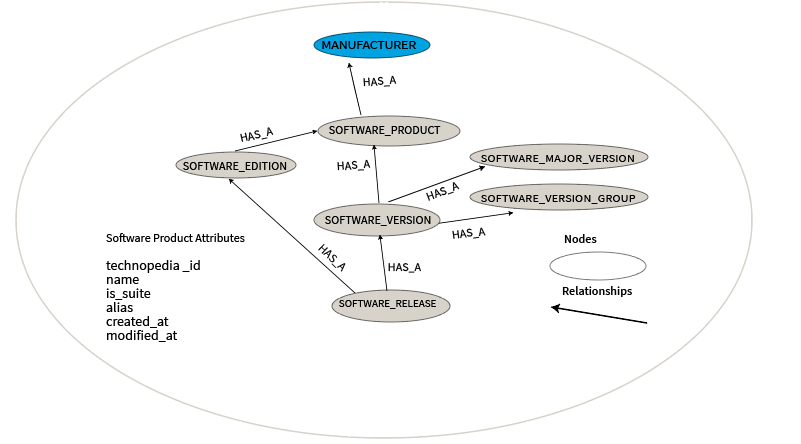 MANUFACTURER
HAS_A
SOFTWARE_PRODUCT
HAS_A
SOFTWARE_EDITION
HAS_A
SOFTWARE_MAJOR_VERSION
HAS_A
SOFTWARE_VERSION_GROUP
SOFTWARE_VERSION
HAS_A
HAS_A
HAS_A
SOFTWARE_RELEASE
Software Product Attributes
technopedia _id
name
is_suite
alias
created_at
modified_at
Nodes
Relationships